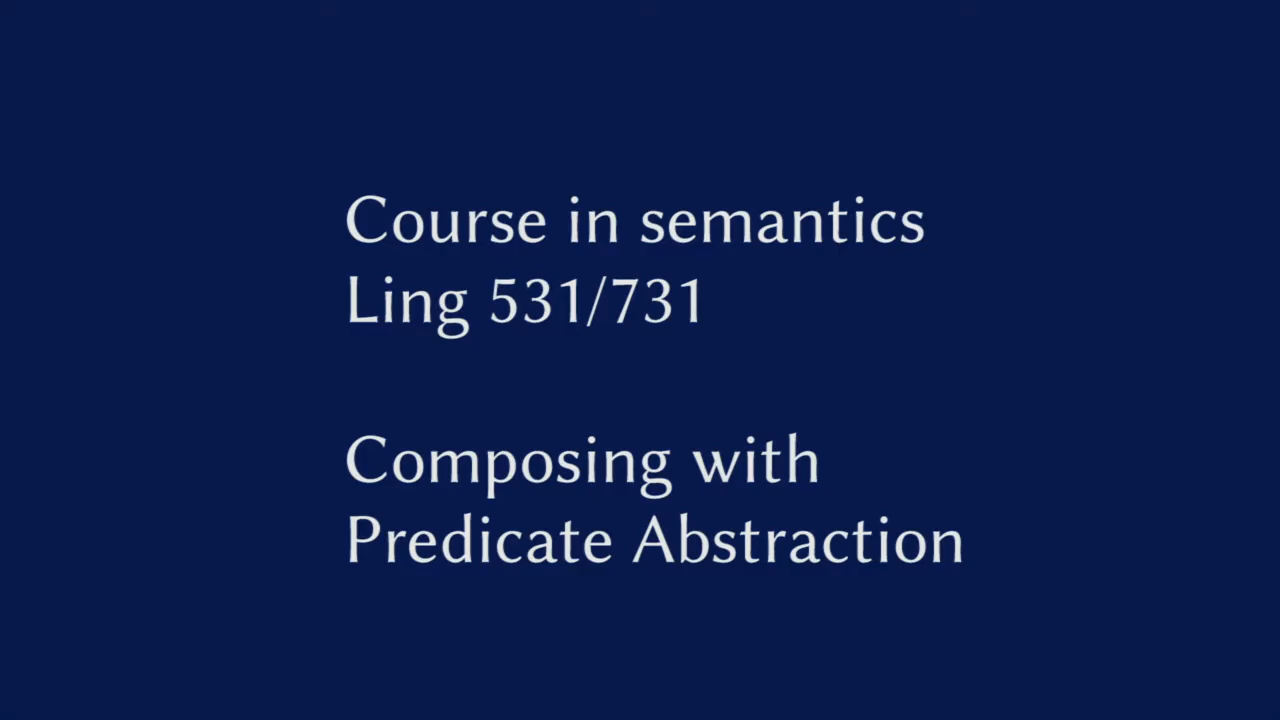 Course in semantics
Ling 531/731
Composing with
Predicate Abstraction